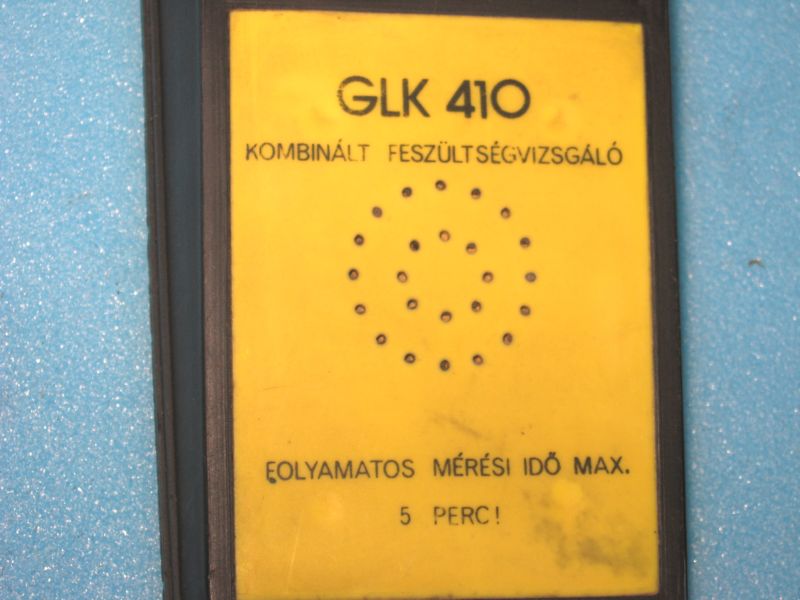 GLK 410
KOMBINÁLT FESZÜLTSÉGVIZSGÁLÓ
FOLYAMATOS MÉRÉSI IDŐ MAX.
5 PERC!